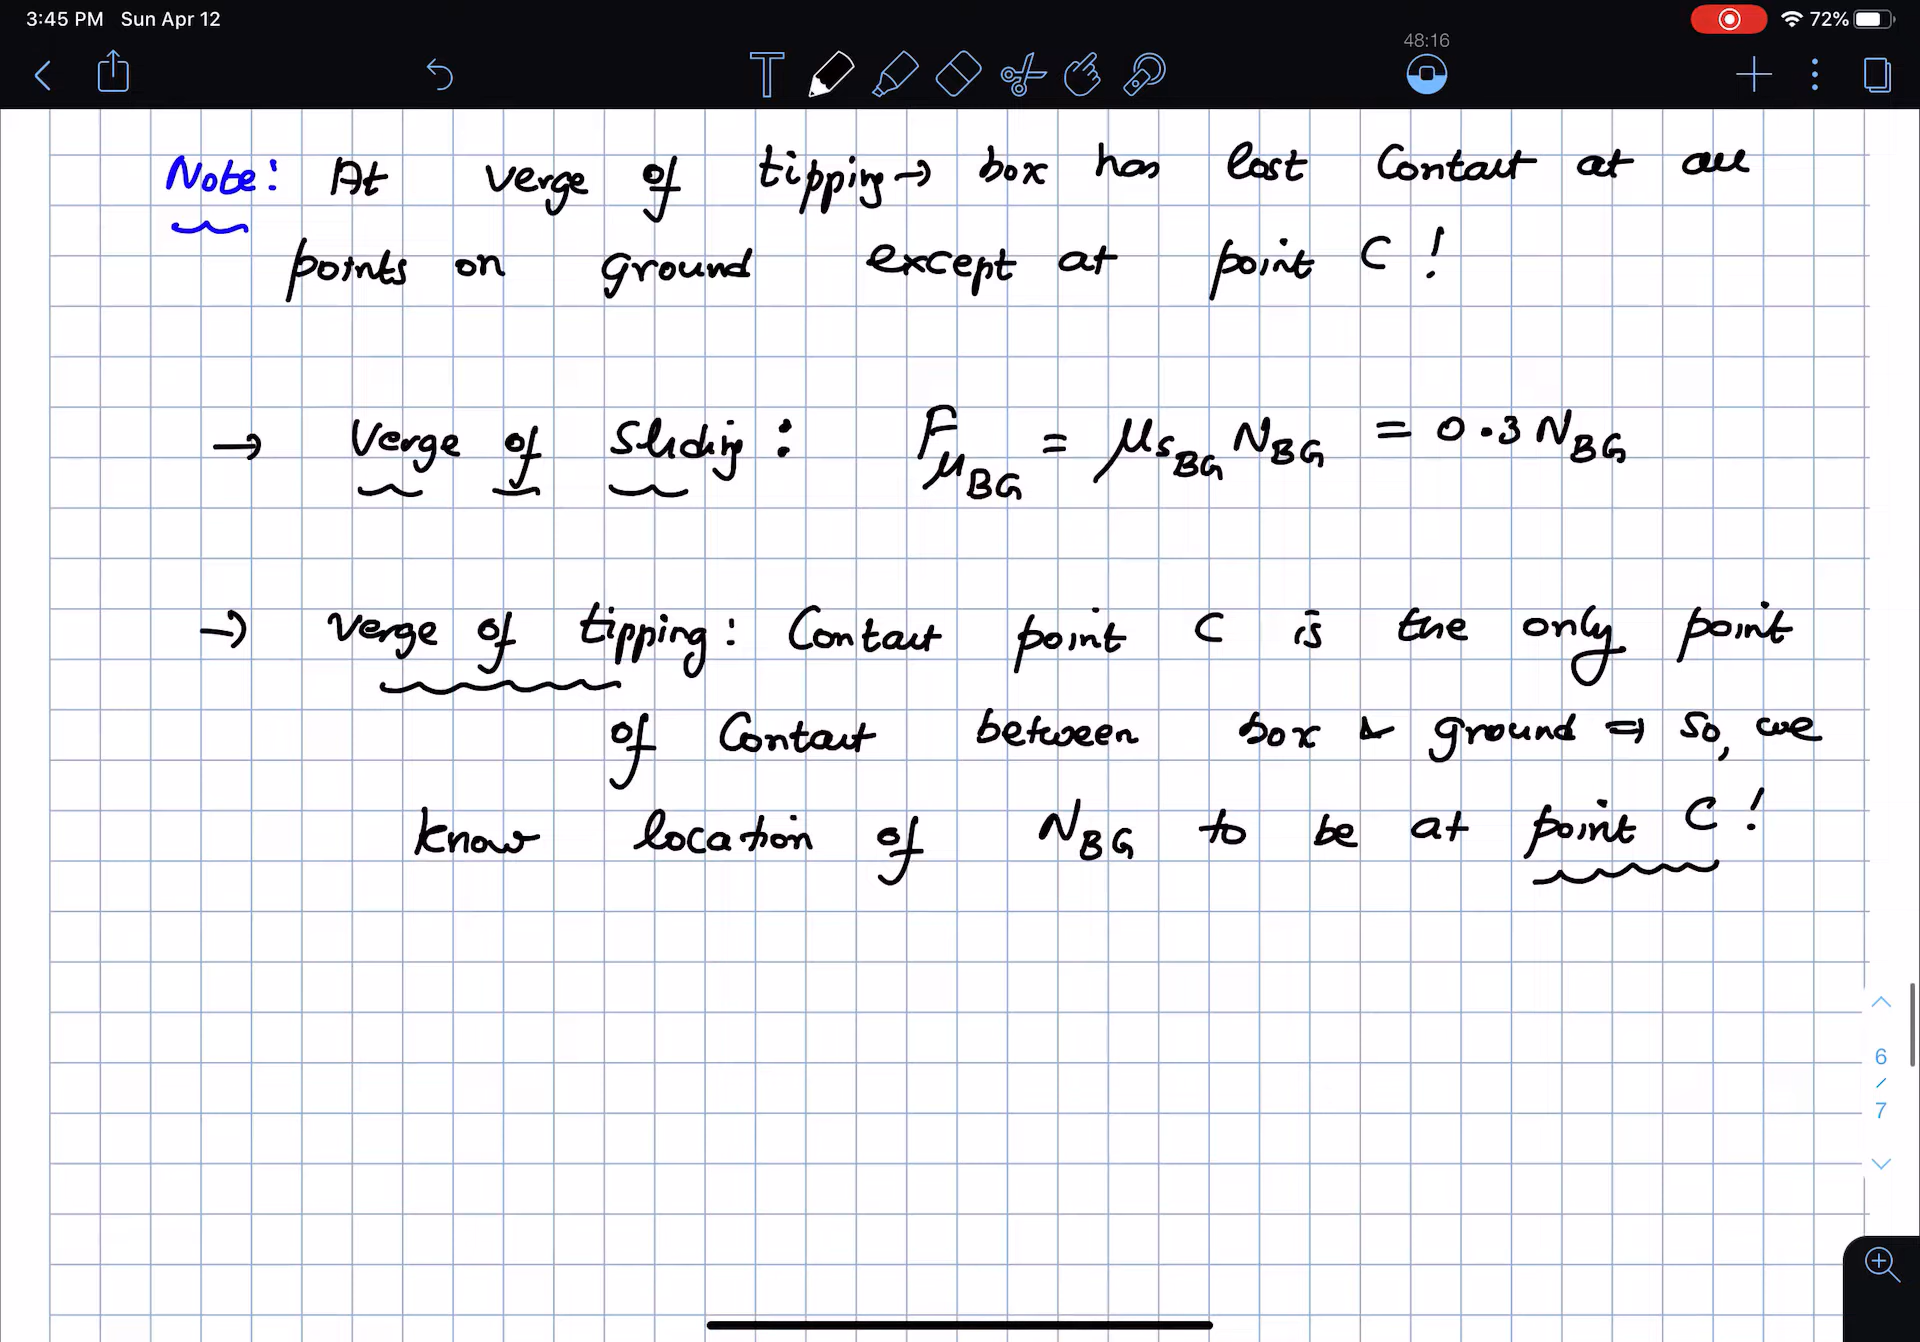 3:45 PM Sun Apr 12
72%
48:16
Note: At verge of tipping → box has lost Contact at all
points on ground except at point C !
→ Verge of sliding : F_μBG = μ_sBG N_BG = 0.3 N_BG
→ Verge of tipping : Contact point C is the only point
of Contact between box & ground ⇒ So, we
know location of N_BG to be at point C !
6
/
7